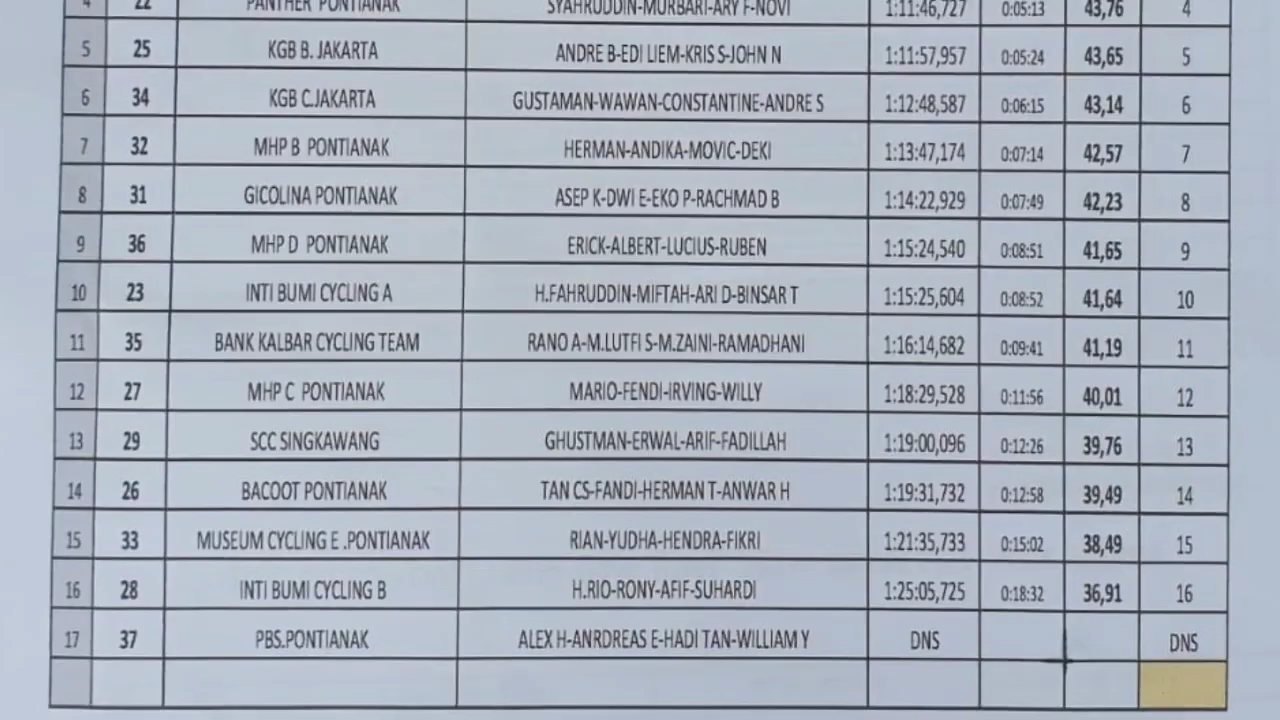 4 22 PANTHER PONTIANAK SYAHRUDDIN-MURBARI-ARY F-NOVI 1:11:46,727 0:05:13 43,76 4
5 25 KGB B. JAKARTA ANDRE B-EDI LIEM-KRIS S-JOHN N 1:11:57,957 0:05:24 43,65 5
6 34 KGB C.JAKARTA GUSTAMAN-WAWAN-CONSTANTINE-ANDRE S 1:12:48,587 0:06:15 43,14 6
7 32 MHP B PONTIANAK HERMAN-ANDIKA-MOVIC-DEKI 1:13:47,174 0:07:14 42,57 7
8 31 GICOLINA PONTIANAK ASEP K-DWI E-EKO P-RACHMAD B 1:14:22,929 0:07:49 42,23 8
9 36 MHP D PONTIANAK ERICK-ALBERT-LUCIUS-RUBEN 1:15:24,540 0:08:51 41,65 9
10 23 INTI BUMI CYCLING A H.FAHRUDDIN-MIFTAH-ARI D-BINSAR T 1:15:25,604 0:08:52 41,64 10
11 35 BANK KALBAR CYCLING TEAM RANO A-M.LUTFI S-M.ZAINI-RAMADHANI 1:16:14,682 0:09:41 41,19 11
12 27 MHP C PONTIANAK MARIO-FENDI-IRVING-WILLY 1:18:29,528 0:11:56 40,01 12
13 29 SCC SINGKAWANG GHUSTMAN-ERWAL-ARIF-FADILLAH 1:19:00,096 0:12:26 39,76 13
14 26 BACOOT PONTIANAK TAN CS-FANDI-HERMAN T-ANWAR H 1:19:31,732 0:12:58 39,49 14
15 33 MUSEUM CYCLING E .PONTIANAK RIAN-YUDHA-HENDRA-FIKRI 1:21:35,733 0:15:02 38,49 15
16 28 INTI BUMI CYCLING B H.RIO-RONY-AFIF-SUHARDI 1:25:05,725 0:18:32 36,91 16
17 37 PBS.PONTIANAK ALEX H-ANRDREAS E-HADI TAN-WILLIAM Y DNS DNS